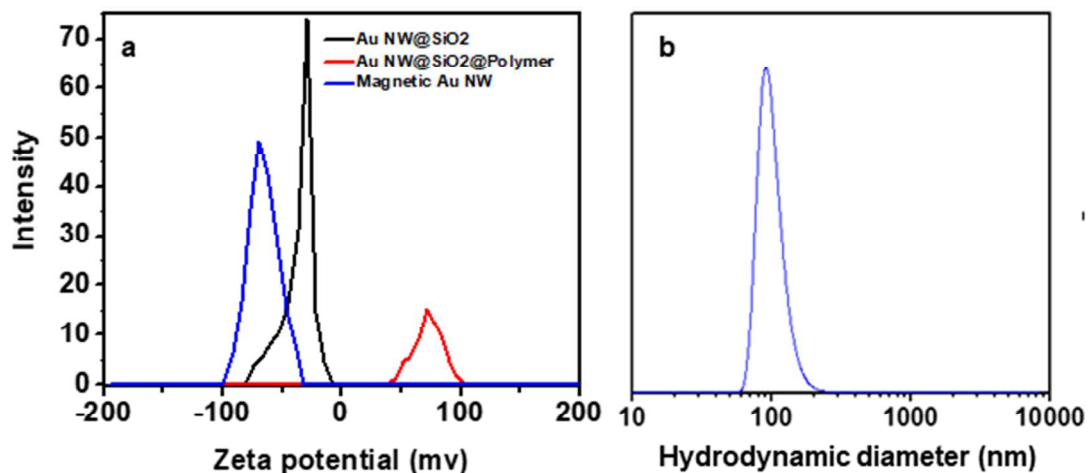 a
Au NW@SiO2
Au NW@SiO2@Polymer
Magnetic Au NW
70
60
50
40
30
20
10
0
Intensity
-200 -100 0 100 200
Zeta potential (mv)
b
10 100 1000 10000
Hydrodynamic diameter (nm)